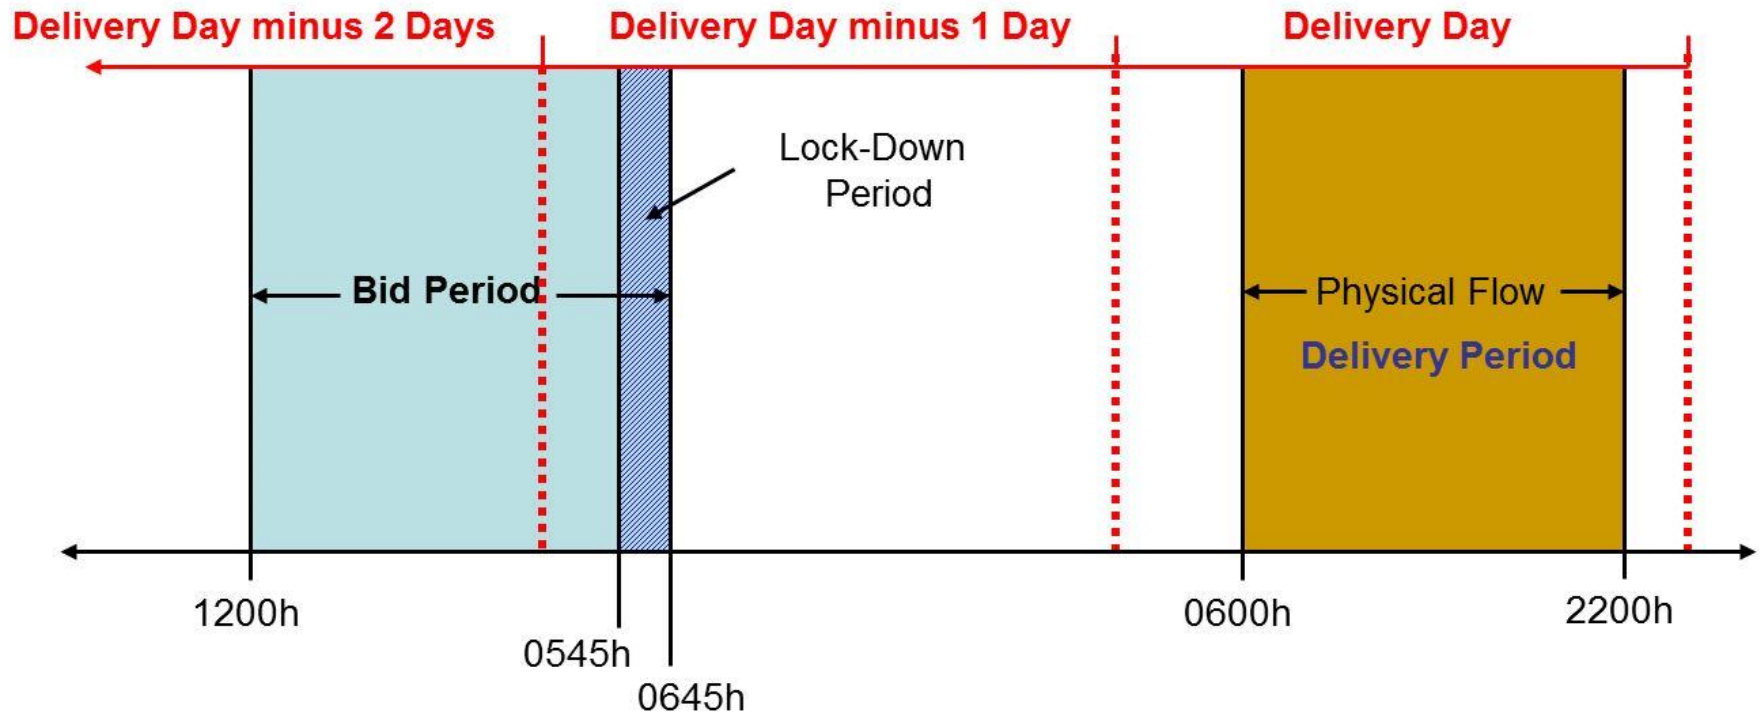 Delivery Day minus 2 Days
Delivery Day minus 1 Day
Delivery Day
Lock-Down
Period
Bid Period
Physical Flow
Delivery Period
1200h
0545h
0645h
0600h
2200h